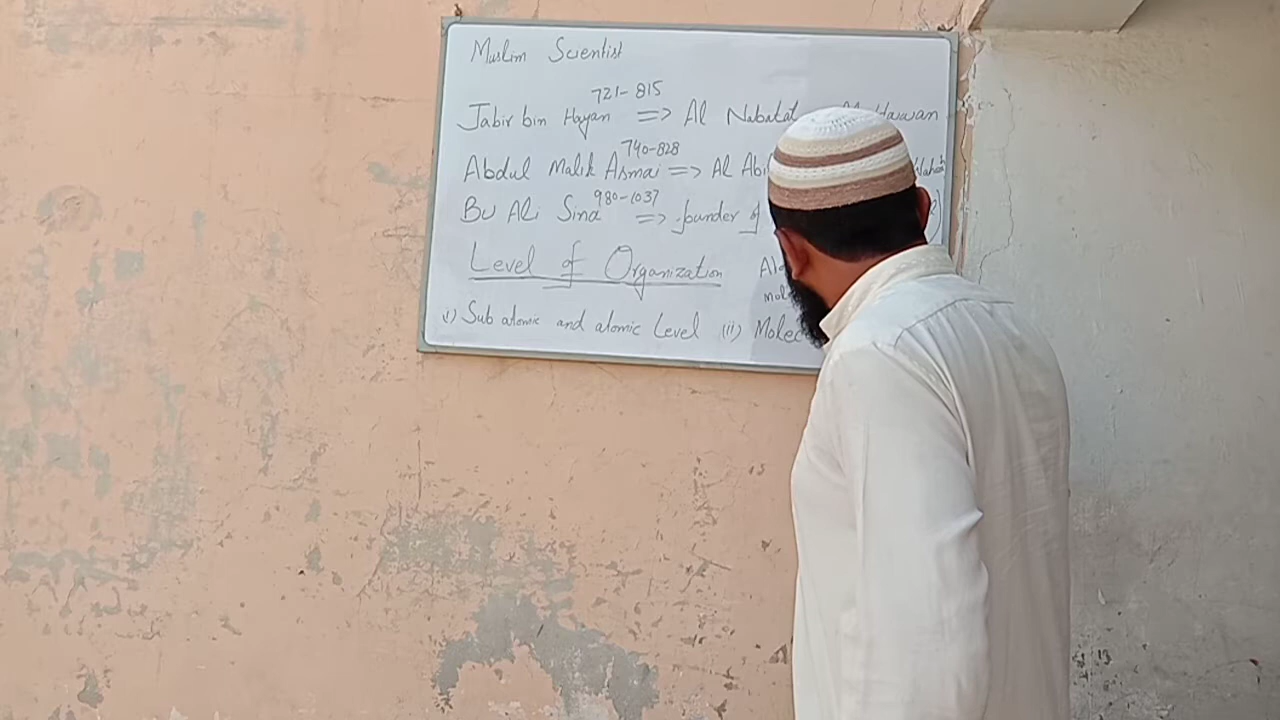 Muslim Scientist
721-815
Jabir bin Hayan => Al Nabatat
740-828
Abdul Malik Asmai => Al
980-1037
Bu Ali Sina => founder of
Level of Organization
i) Sub atomic and atomic Level (ii)